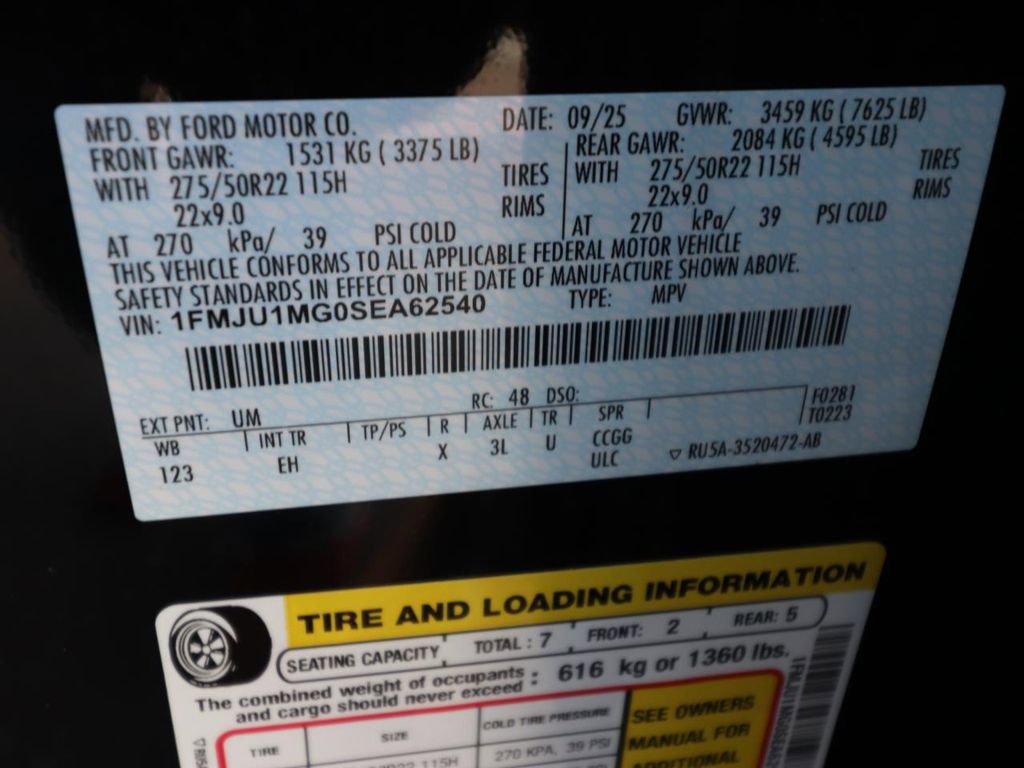 MFD. BY FORD MOTOR CO. DATE: 09/25 GVWR: 3459 KG ( 7625 LB)
FRONT GAWR: 1531 KG ( 3375 LB) REAR GAWR: 2084 KG ( 4595 LB)
WITH 275/50R22 115H TIRES WITH 275/50R22 115H TIRES
22x9.0 RIMS 22x9.0 RIMS
AT 270 kPa/ 39 PSI COLD AT 270 kPa/ 39 PSI COLD
THIS VEHICLE CONFORMS TO ALL APPLICABLE FEDERAL MOTOR VEHICLE
SAFETY STANDARDS IN EFFECT ON THE DATE OF MANUFACTURE SHOWN ABOVE.
VIN: 1FMJU1MG0SEA62540 TYPE: MPV
EXT PNT: UM RC: 48 DSO: F0281
WB INT TR TP/PS R AXLE TR SPR T0223
123 EH X 3L U CCGG
ULC ▽ RU5A-3520472-AB
TIRE AND LOADING INFORMATION
SEATING CAPACITY TOTAL : 7 FRONT: 2 REAR: 5
The combined weight of occupants
and cargo should never exceed : 616 kg or 1360 lbs.
TIRE SIZE COLD TIRE PRESSURE SEE OWNERS
115H 270 KPA, 39 PSI MANUAL FOR
ADDITIONAL